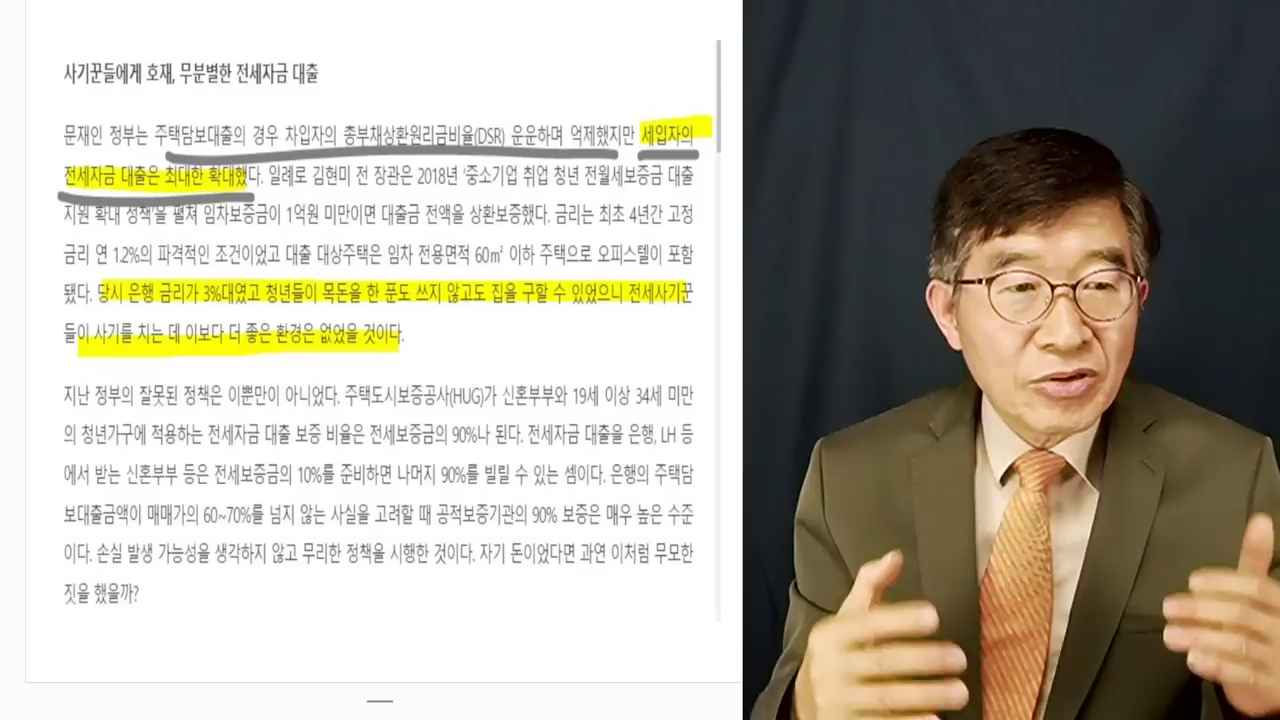 사기꾼들에게 호재, 무분별한 전세자금 대출
문재인 정부는 주택담보대출의 경우 차입자의 총부채상환원리금비율(DSR) 운운하며 억제했지만 세입자의
전세자금 대출은 최대한 확대했다. 일례로 김현미 전 장관은 2018년 '중소기업 취업 청년 전월세보증금 대출
지원 확대 정책'을 펼쳐 임차보증금이 1억원 미만이면 대출금 전액을 상환보증했다. 금리는 최초 4년간 고정
금리 연 1.2%의 파격적인 조건이었고 대출 대상주택은 임차 전용면적 60㎡ 이하 주택으로 오피스텔이 포함
됐다. 당시 은행 금리가 3%대였고 청년들이 목돈을 한 푼도 쓰지 않고도 집을 구할 수 있었으니 전세사기꾼
들이 사기를 치는 데 이보다 더 좋은 환경은 없었을 것이다.
지난 정부의 잘못된 정책은 이뿐만이 아니었다. 주택도시보증공사(HUG)가 신혼부부와 19세 이상 34세 미만
의 청년가구에 적용하는 전세자금 대출 보증 비율은 전세보증금의 90%나 된다. 전세자금 대출을 은행, LH 등
에서 받는 신혼부부 등은 전세보증금의 10%를 준비하면 나머지 90%를 빌릴 수 있는 셈이다. 은행의 주택담
보대출금액이 매매가의 60~70%를 넘지 않는 사실을 고려할 때 공적보증기관의 90% 보증은 매우 높은 수준
이다. 손실 발생 가능성을 생각하지 않고 무리한 정책을 시행한 것이다. 자기 돈이었다면 과연 이처럼 무모한
짓을 했을까?